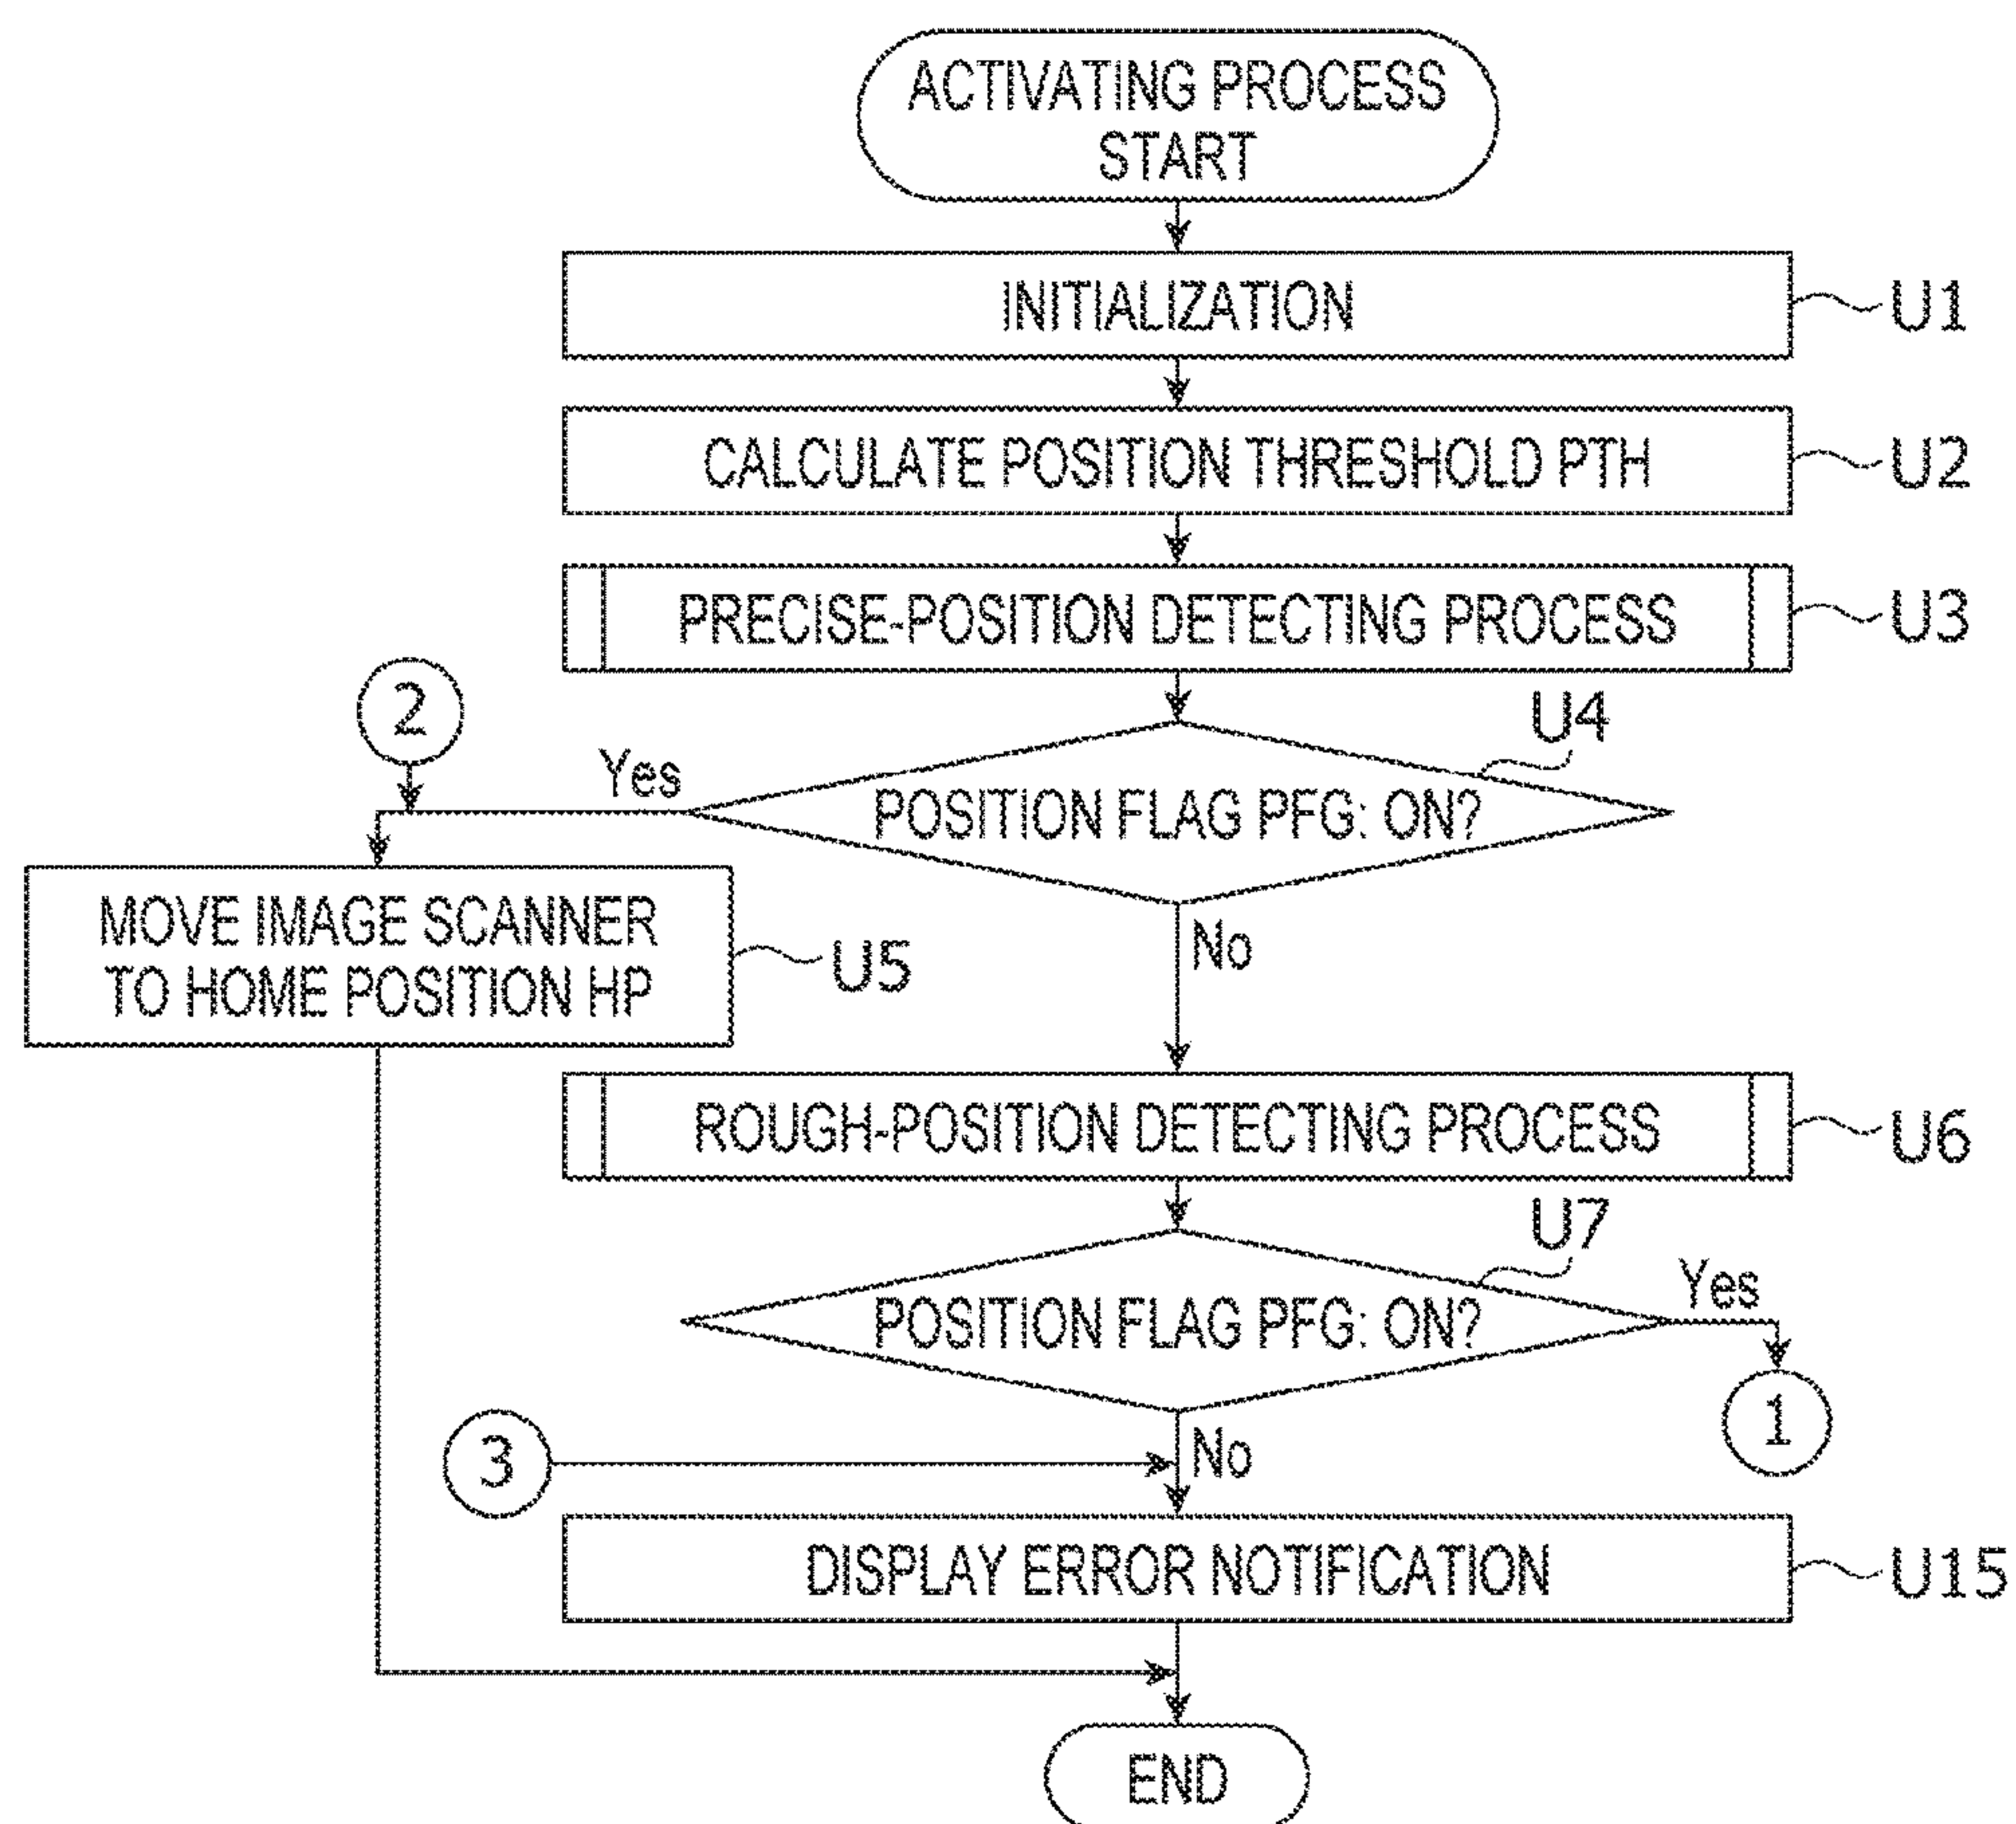 ACTIVATING PROCESS
START
INITIALIZATION
U1
CALCULATE POSITION THRESHOLD PTH
U2
PRECISE-POSITION DETECTING PROCESS
U3
2
Yes
U4
POSITION FLAG PFG: ON?
No
MOVE IMAGE SCANNER
TO HOME POSITION HP
U5
ROUGH-POSITION DETECTING PROCESS
U6
U7
POSITION FLAG PFG: ON?
Yes
1
3
No
DISPLAY ERROR NOTIFICATION
U15
END